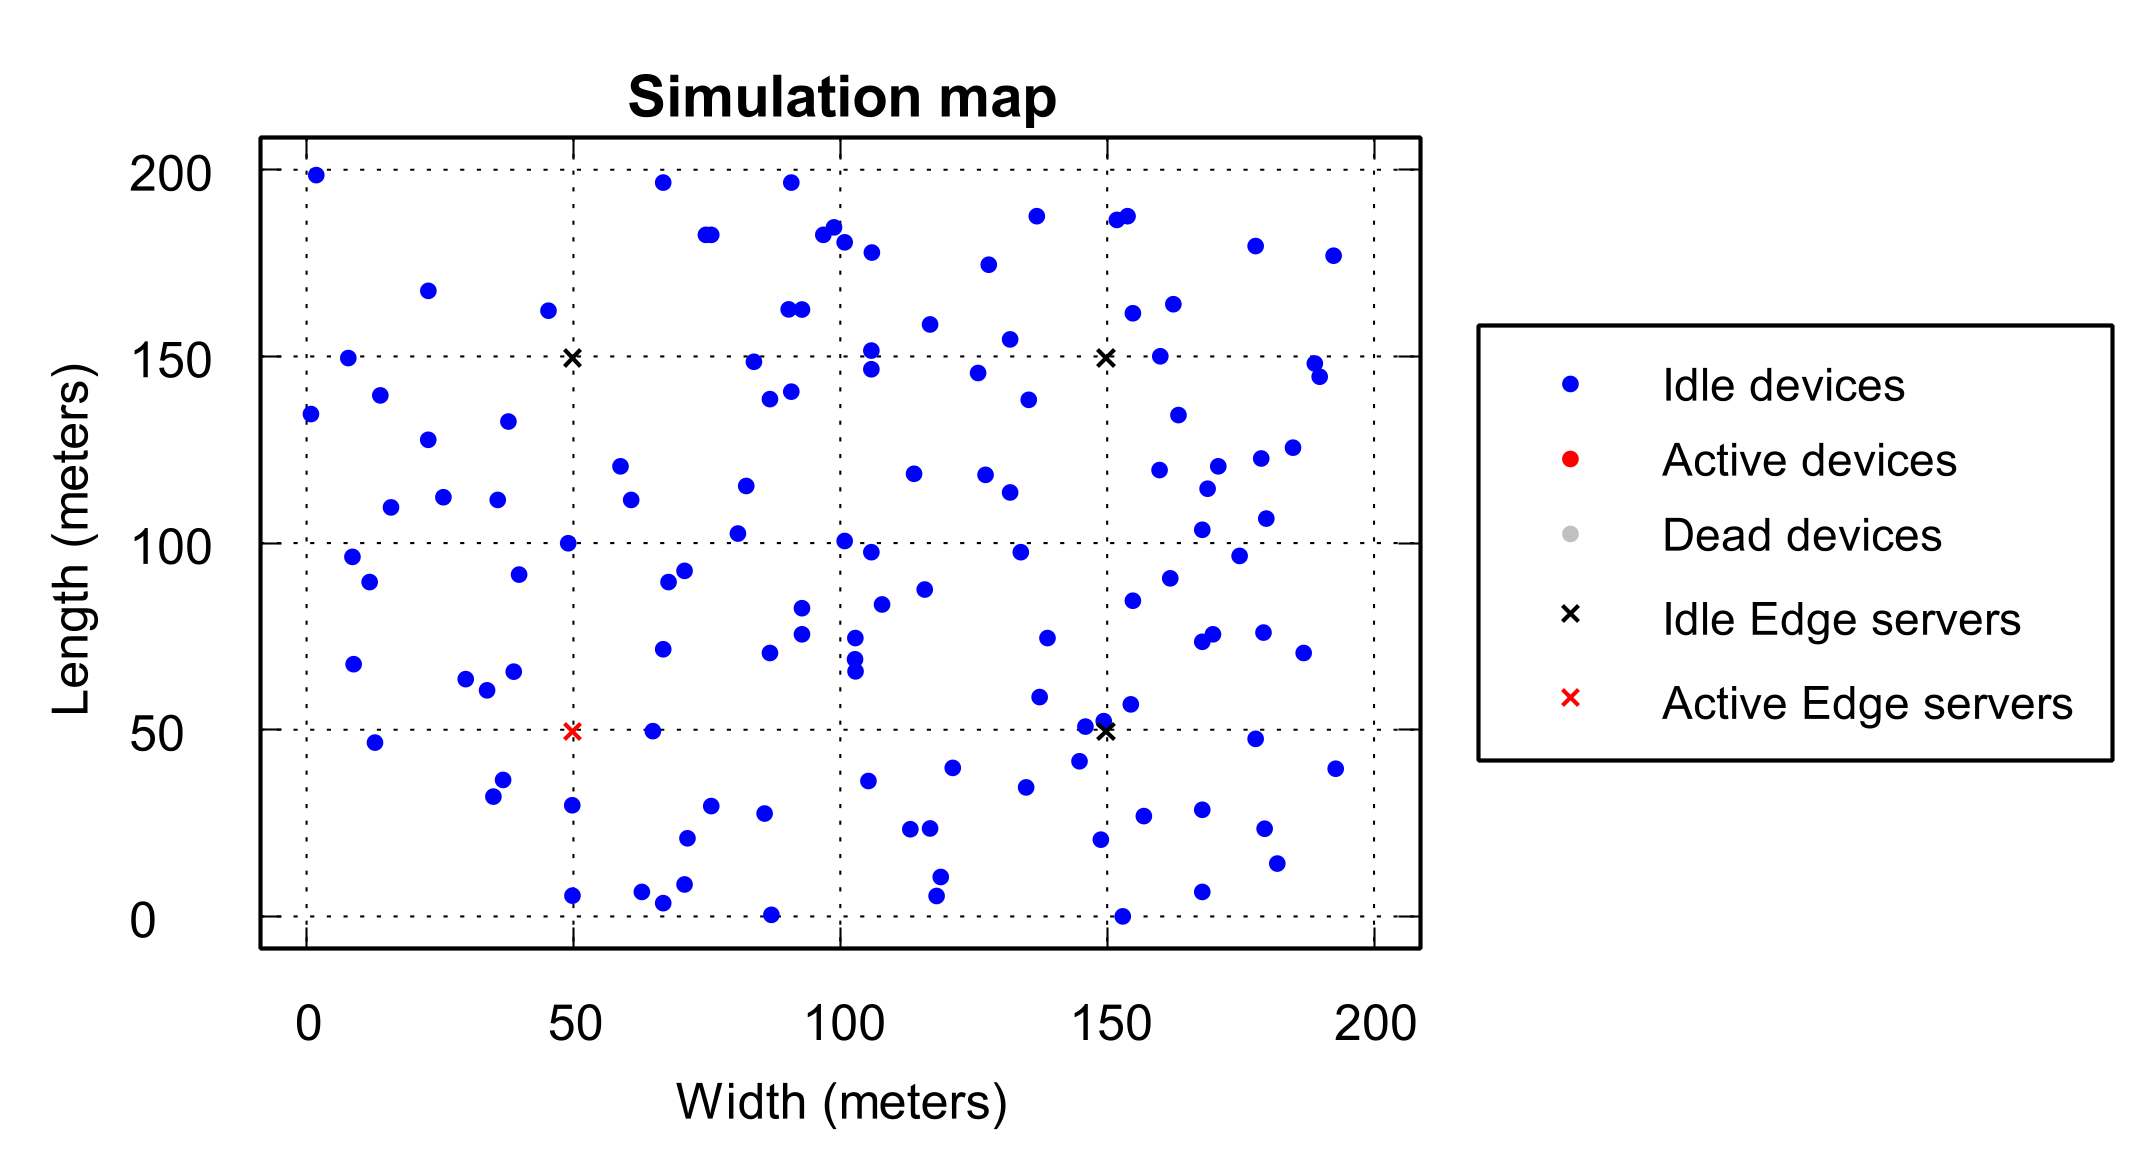 Simulation map
200
150
100
50
0
Length (meters)
0 50 100 150 200
Width (meters)
Idle devices
Active devices
Dead devices
Idle Edge servers
Active Edge servers